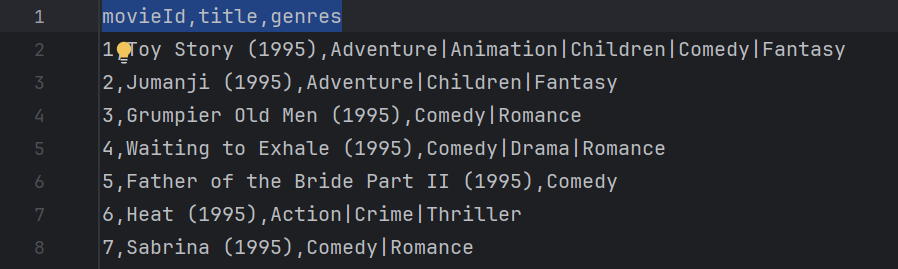 1 movieId,title,genres
2 1,Toy Story (1995),Adventure|Animation|Children|Comedy|Fantasy
3 2,Jumanji (1995),Adventure|Children|Fantasy
4 3,Grumpier Old Men (1995),Comedy|Romance
5 4,Waiting to Exhale (1995),Comedy|Drama|Romance
6 5,Father of the Bride Part II (1995),Comedy
7 6,Heat (1995),Action|Crime|Thriller
8 7,Sabrina (1995),Comedy|Romance